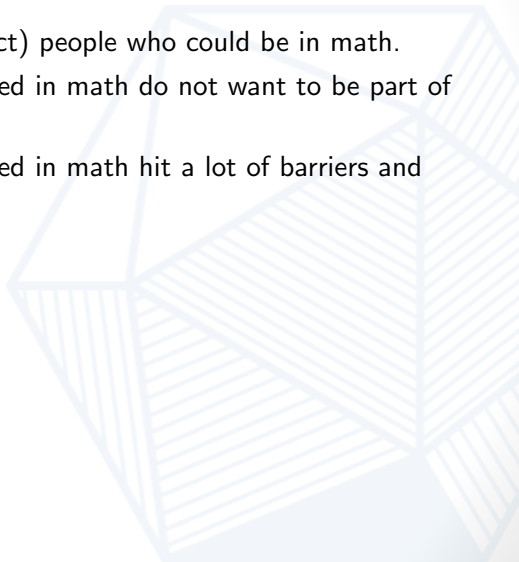 ct) people who could be in math.
ed in math do not want to be part of
ed in math hit a lot of barriers and